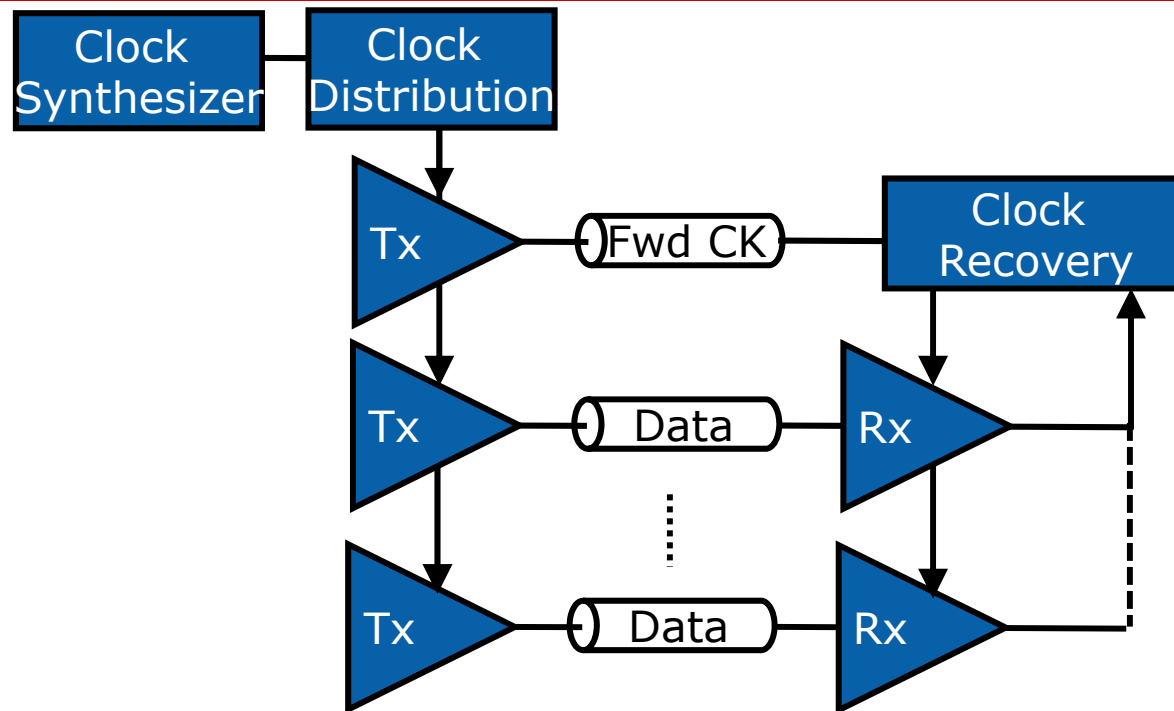 Clock
Synthesizer
Clock
Distribution
Tx
Fwd CK
Clock
Recovery
Tx
Data
Rx
Tx
Data
Rx